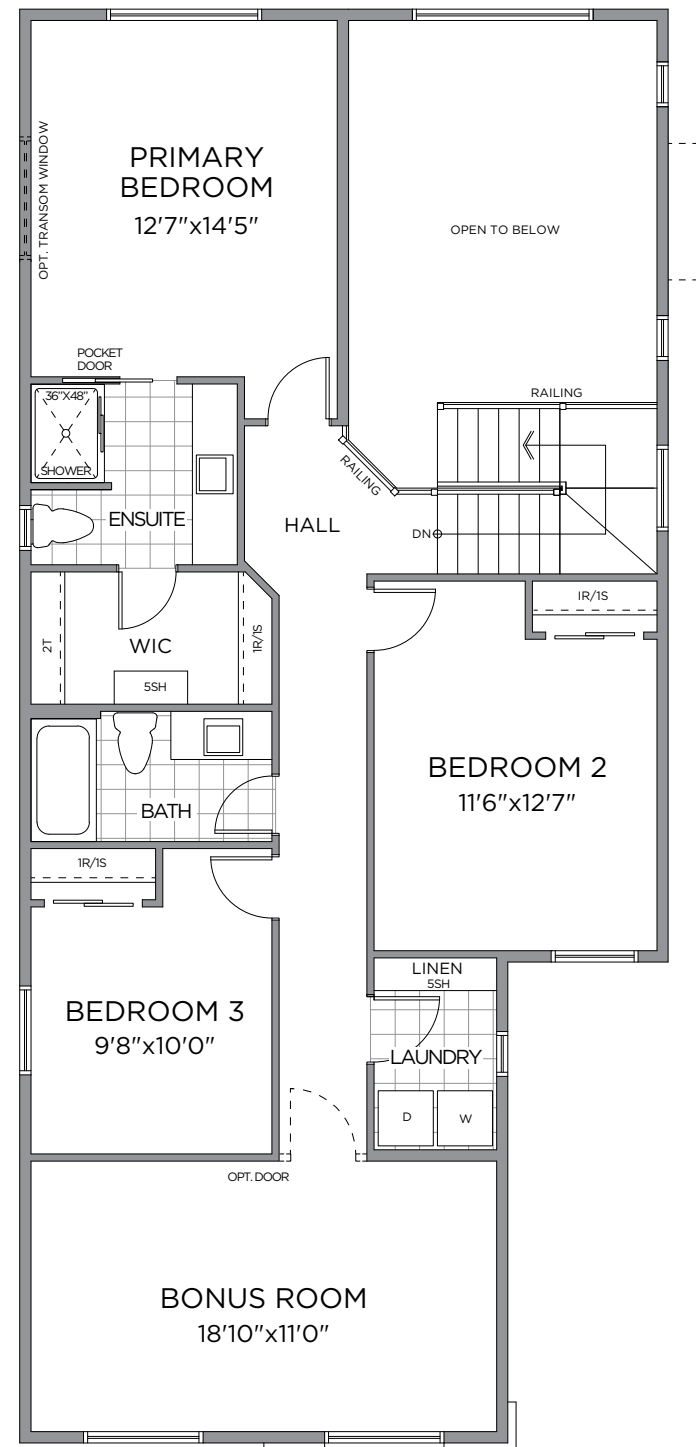 PRIMARY
BEDROOM
12'7"x14'5"
OPT. TRANSOM WINDOW
OPEN TO BELOW
POCKET
DOOR
36"X48"
SHOWER
RAILING
RAILING
ENSUITE
HALL
DN
2T
WIC
1R/1S
5SH
IR/1S
BEDROOM 2
11'6"x12'7"
BATH
1R/1S
LINEN
5SH
BEDROOM 3
9'8"x10'0"
LAUNDRY
D
W
OPT. DOOR
BONUS ROOM
18'10"x11'0"